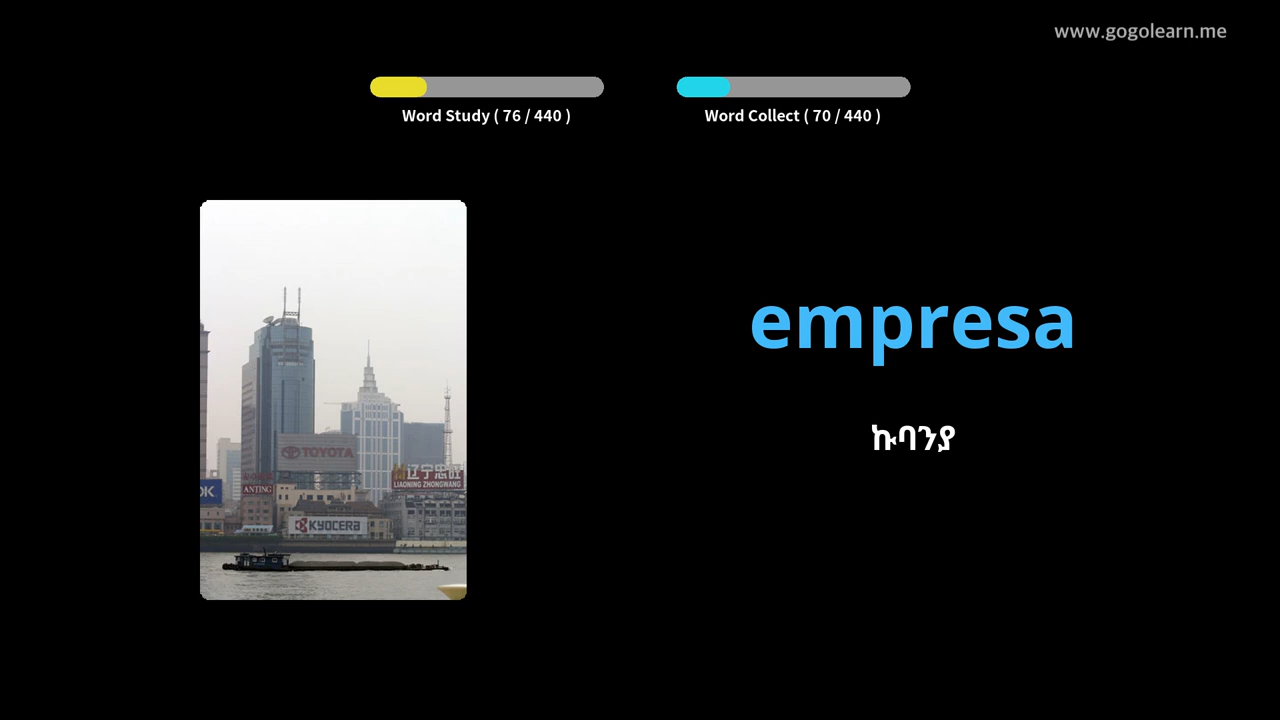 www.gogolearn.me
Word Study ( 76 / 440 )
Word Collect ( 70 / 440 )
empresa
ኩባንያ
TOYOTA
辽宁忠旺
LIAONING ZHONGWANG
ANTING
OK
KYOCERA